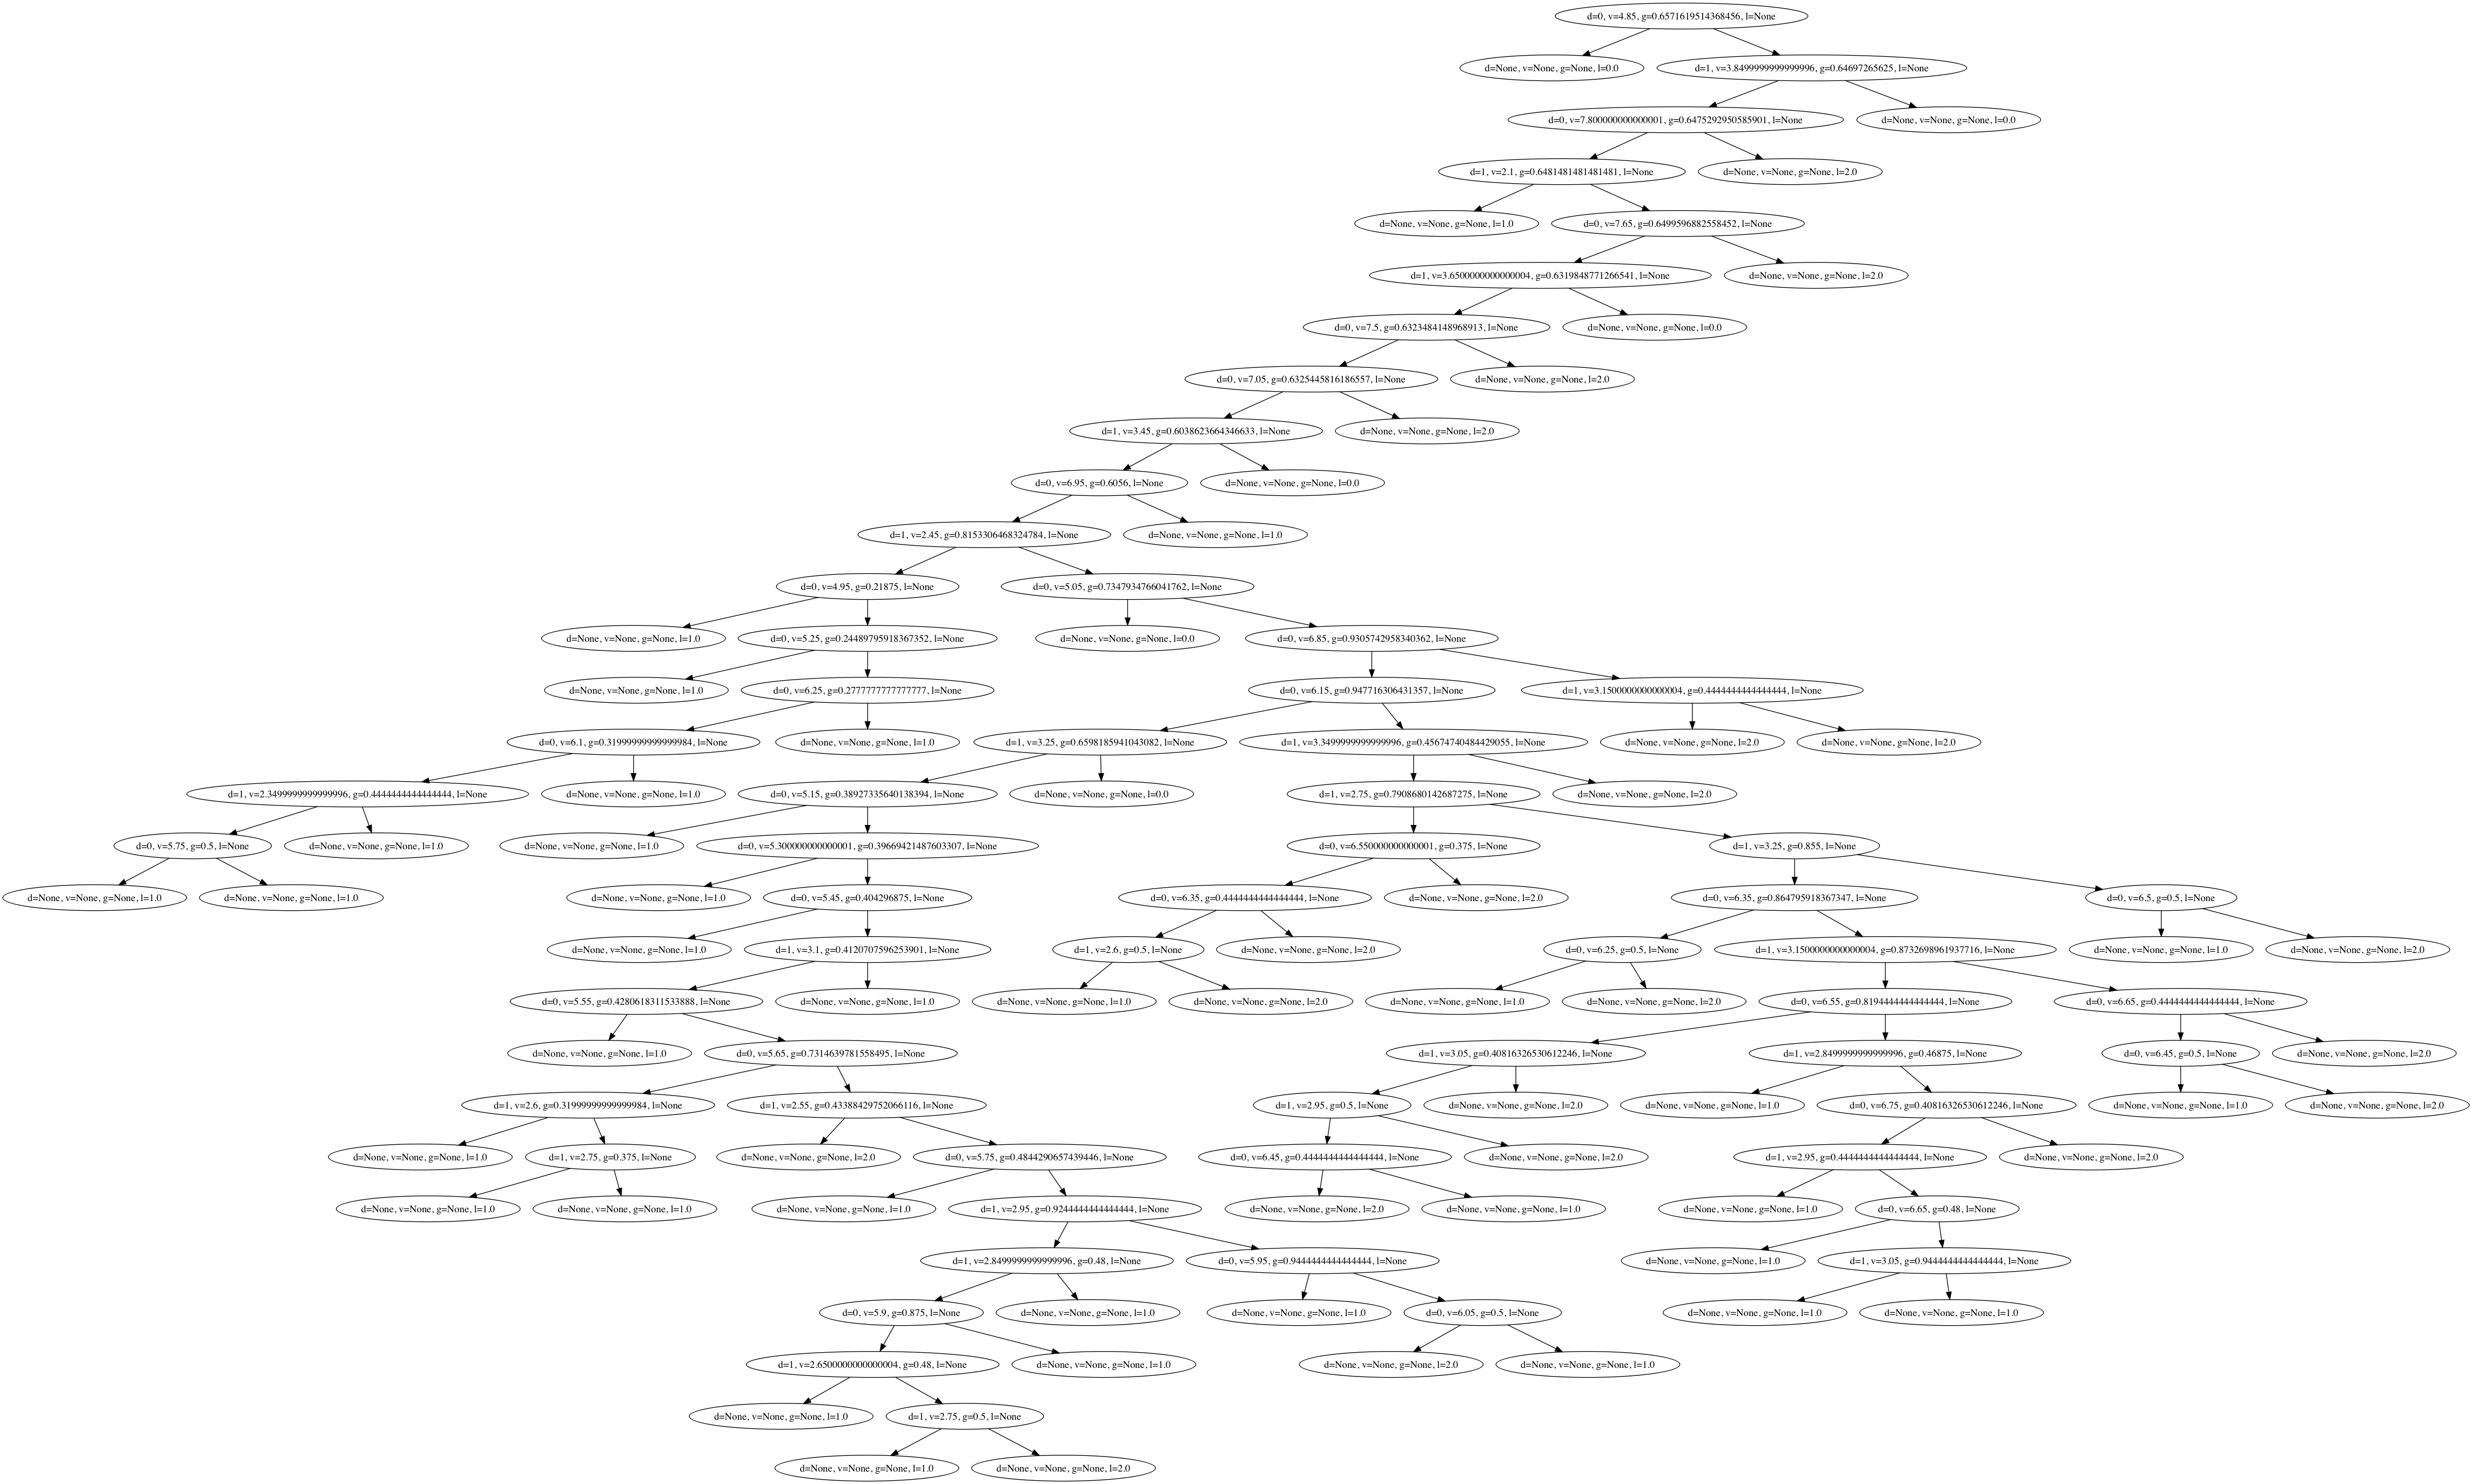 d=0, v=4.85, g=0.6571619514368456, l=None
d=None, v=None, g=None, l=0.0
d=1, v=3.8499999999999996, g=0.64697265625, l=None
d=0, v=7.800000000000001, g=0.6475292950585901, l=None
d=None, v=None, g=None, l=0.0
d=1, v=2.1, g=0.6481481481481481, l=None
d=None, v=None, g=None, l=2.0
d=None, v=None, g=None, l=1.0
d=0, v=7.65, g=0.6499596882558452, l=None
d=1, v=3.6500000000000004, g=0.6319848771266541, l=None
d=None, v=None, g=None, l=2.0
d=0, v=7.5, g=0.6323484148968913, l=None
d=None, v=None, g=None, l=0.0
d=0, v=7.05, g=0.6325445816186557, l=None
d=None, v=None, g=None, l=2.0
d=1, v=3.45, g=0.6038623664346633, l=None
d=None, v=None, g=None, l=2.0
d=0, v=6.95, g=0.6056, l=None
d=None, v=None, g=None, l=0.0
d=1, v=2.45, g=0.8153306468324784, l=None
d=None, v=None, g=None, l=1.0
d=0, v=4.95, g=0.21875, l=None
d=0, v=5.05, g=0.7347934766041762, l=None
d=None, v=None, g=None, l=1.0
d=0, v=5.25, g=0.24489795918367352, l=None
d=None, v=None, g=None, l=0.0
d=0, v=6.85, g=0.9305742958340362, l=None
d=None, v=None, g=None, l=1.0
d=0, v=6.25, g=0.2777777777777777, l=None
d=0, v=6.15, g=0.947716306431357, l=None
d=1, v=3.1500000000000004, g=0.4444444444444444, l=None
d=0, v=6.1, g=0.31999999999999984, l=None
d=None, v=None, g=None, l=1.0
d=1, v=3.25, g=0.6598185941043082, l=None
d=1, v=3.3499999999999996, g=0.45674740484429055, l=None
d=None, v=None, g=None, l=2.0
d=None, v=None, g=None, l=2.0
d=1, v=2.3499999999999996, g=0.4444444444444444, l=None
d=None, v=None, g=None, l=1.0
d=0, v=5.15, g=0.38927335640138394, l=None
d=None, v=None, g=None, l=0.0
d=1, v=2.75, g=0.7908680142687275, l=None
d=None, v=None, g=None, l=2.0
d=0, v=5.75, g=0.5, l=None
d=None, v=None, g=None, l=1.0
d=None, v=None, g=None, l=1.0
d=0, v=5.300000000000001, g=0.39669421487603307, l=None
d=0, v=6.550000000000001, g=0.375, l=None
d=1, v=3.25, g=0.855, l=None
d=None, v=None, g=None, l=1.0
d=None, v=None, g=None, l=1.0
d=None, v=None, g=None, l=1.0
d=0, v=5.45, g=0.404296875, l=None
d=0, v=6.35, g=0.4444444444444444, l=None
d=None, v=None, g=None, l=2.0
d=0, v=6.35, g=0.864795918367347, l=None
d=0, v=6.5, g=0.5, l=None
d=None, v=None, g=None, l=1.0
d=1, v=3.1, g=0.4120707596253901, l=None
d=1, v=2.6, g=0.5, l=None
d=None, v=None, g=None, l=2.0
d=0, v=6.25, g=0.5, l=None
d=1, v=3.1500000000000004, g=0.8732698961937716, l=None
d=None, v=None, g=None, l=1.0
d=None, v=None, g=None, l=2.0
d=0, v=5.55, g=0.4280618311533888, l=None
d=None, v=None, g=None, l=1.0
d=None, v=None, g=None, l=1.0
d=None, v=None, g=None, l=2.0
d=None, v=None, g=None, l=1.0
d=None, v=None, g=None, l=2.0
d=0, v=6.55, g=0.8194444444444444, l=None
d=0, v=6.65, g=0.4444444444444444, l=None
d=None, v=None, g=None, l=1.0
d=0, v=5.65, g=0.7314639781558495, l=None
d=1, v=3.05, g=0.40816326530612246, l=None
d=1, v=2.8499999999999996, g=0.46875, l=None
d=0, v=6.45, g=0.5, l=None
d=None, v=None, g=None, l=2.0
d=1, v=2.6, g=0.31999999999999984, l=None
d=1, v=2.55, g=0.43388429752066116, l=None
d=1, v=2.95, g=0.5, l=None
d=None, v=None, g=None, l=2.0
d=None, v=None, g=None, l=1.0
d=0, v=6.75, g=0.40816326530612246, l=None
d=None, v=None, g=None, l=1.0
d=None, v=None, g=None, l=2.0
d=None, v=None, g=None, l=1.0
d=1, v=2.75, g=0.375, l=None
d=None, v=None, g=None, l=2.0
d=0, v=5.75, g=0.4844290657439446, l=None
d=0, v=6.45, g=0.4444444444444444, l=None
d=None, v=None, g=None, l=2.0
d=1, v=2.95, g=0.4444444444444444, l=None
d=None, v=None, g=None, l=2.0
d=None, v=None, g=None, l=1.0
d=None, v=None, g=None, l=1.0
d=None, v=None, g=None, l=1.0
d=1, v=2.95, g=0.9244444444444444, l=None
d=None, v=None, g=None, l=2.0
d=None, v=None, g=None, l=1.0
d=None, v=None, g=None, l=1.0
d=0, v=6.65, g=0.48, l=None
d=1, v=2.8499999999999996, g=0.48, l=None
d=0, v=5.95, g=0.9444444444444444, l=None
d=None, v=None, g=None, l=1.0
d=1, v=3.05, g=0.9444444444444444, l=None
d=0, v=5.9, g=0.875, l=None
d=None, v=None, g=None, l=1.0
d=None, v=None, g=None, l=1.0
d=0, v=6.05, g=0.5, l=None
d=None, v=None, g=None, l=1.0
d=None, v=None, g=None, l=1.0
d=1, v=2.6500000000000004, g=0.48, l=None
d=None, v=None, g=None, l=1.0
d=None, v=None, g=None, l=2.0
d=None, v=None, g=None, l=1.0
d=None, v=None, g=None, l=1.0
d=1, v=2.75, g=0.5, l=None
d=None, v=None, g=None, l=1.0
d=None, v=None, g=None, l=2.0